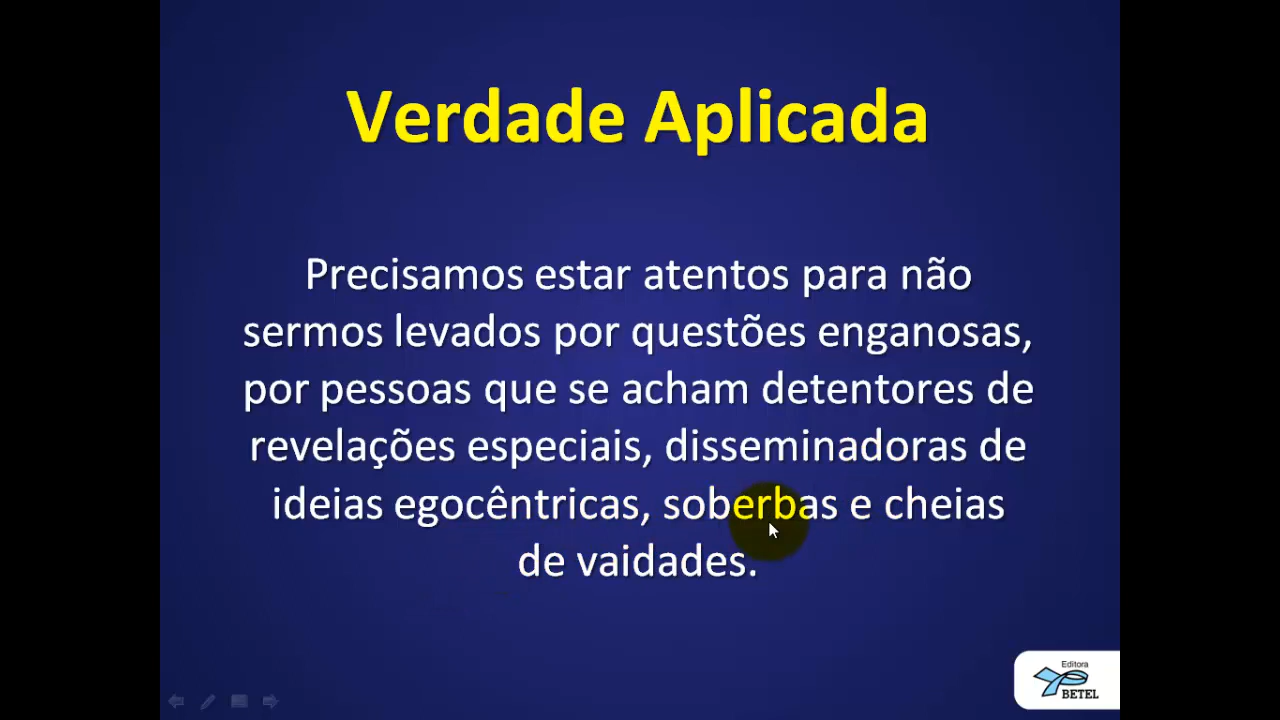 Verdade Aplicada
Precisamos estar atentos para não
sermos levados por questões enganosas,
por pessoas que se acham detentores de
revelações especiais, disseminadoras de
ideias egocêntricas, soberbas e cheias
de vaidades.
Editora
BETEL